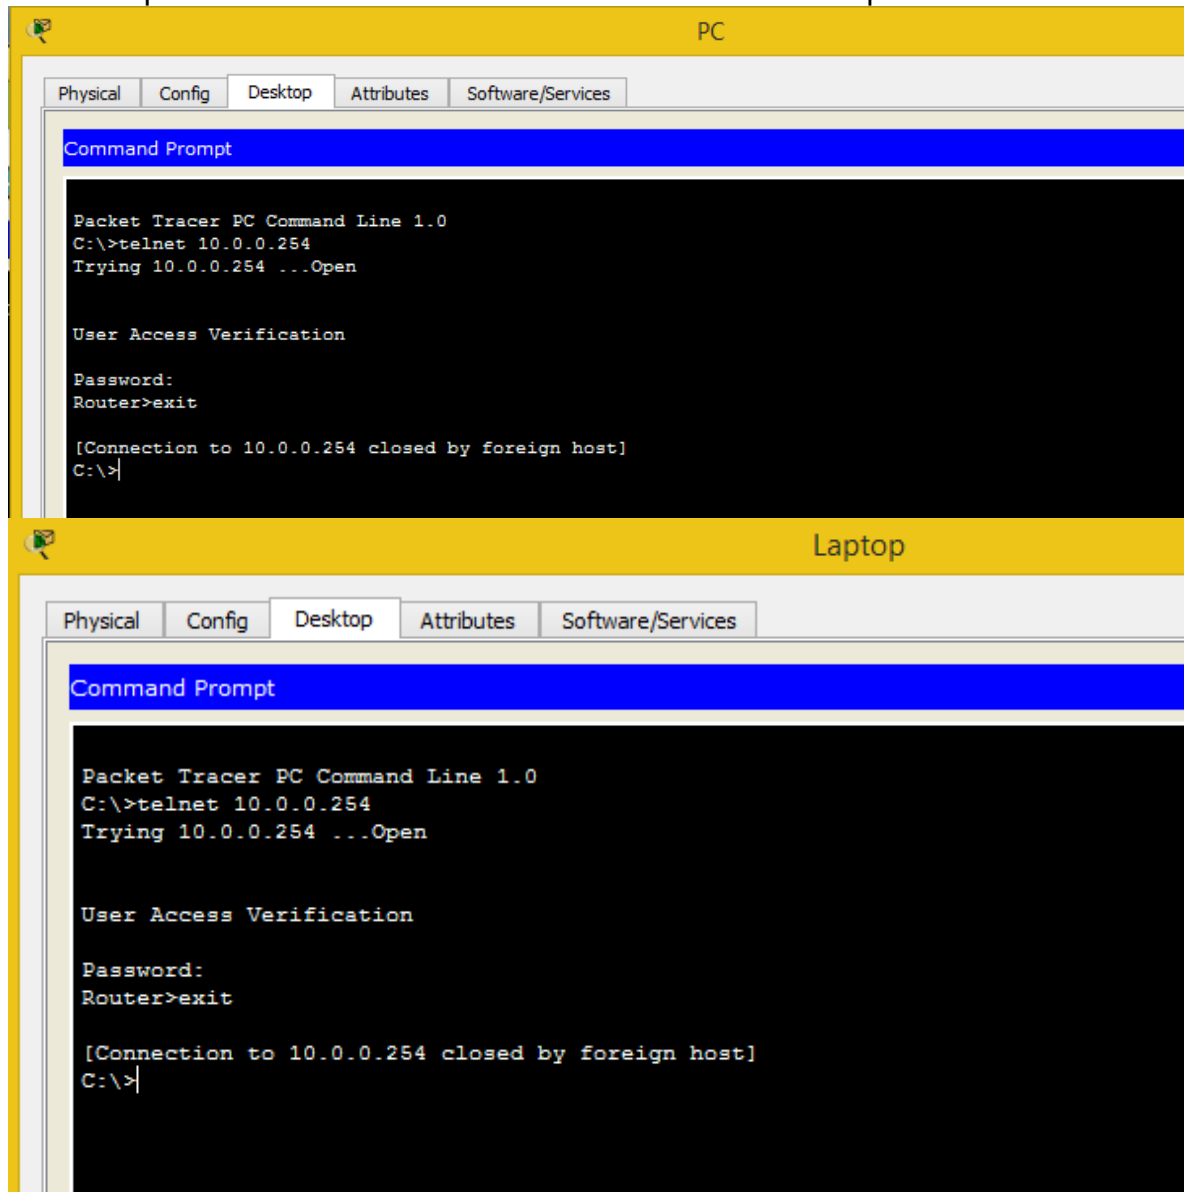 PC
Physical Config Desktop Attributes Software/Services
Command Prompt
Packet Tracer PC Command Line 1.0
C:\>telnet 10.0.0.254
Trying 10.0.0.254 ...Open
User Access Verification
Password:
Router>exit
[Connection to 10.0.0.254 closed by foreign host]
C:\>
Laptop
Physical Config Desktop Attributes Software/Services
Command Prompt
Packet Tracer PC Command Line 1.0
C:\>telnet 10.0.0.254
Trying 10.0.0.254 ...Open
User Access Verification
Password:
Router>exit
[Connection to 10.0.0.254 closed by foreign host]
C:\>